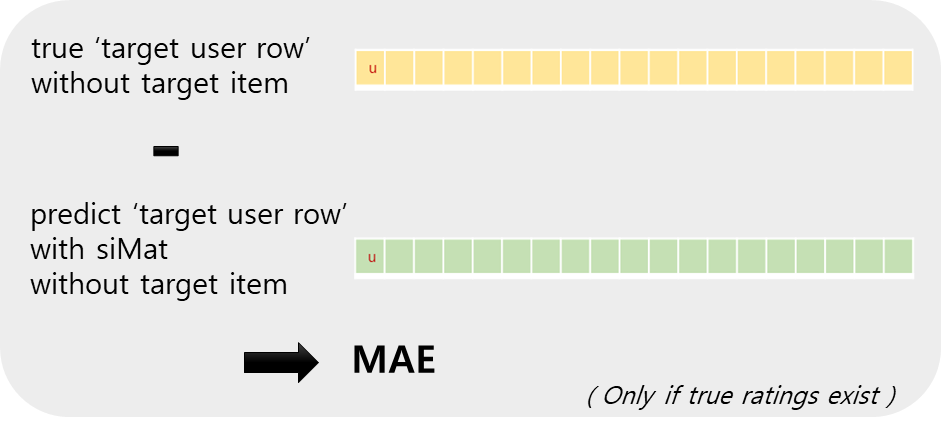 true ‘target user row’
without target item
u
-
predict ‘target user row’
with siMat
without target item
u
MAE
( Only if true ratings exist )